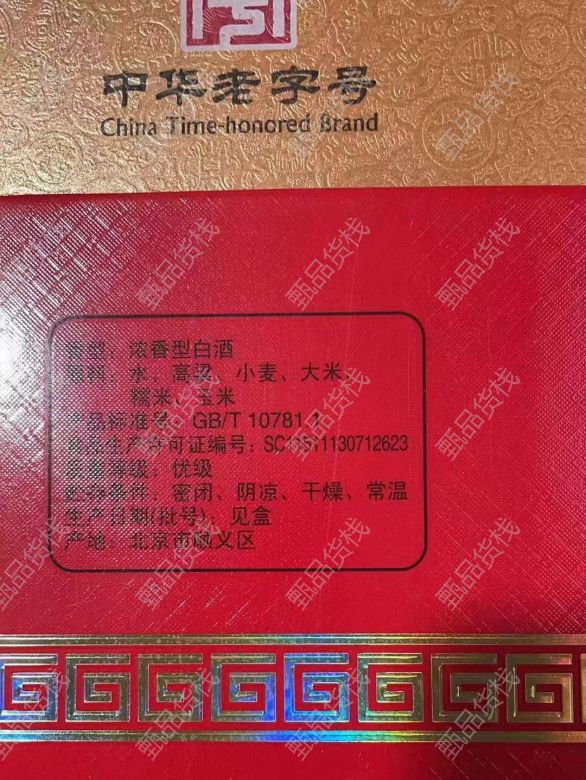 中华老字号
China Time-honored Brand
香型：浓香型白酒
原料：水、高粱、小麦、大米、
糯米、玉米
产品标准号：GB/T 10781.1
食品生产许可证编号：SC11511130712623
质量等级：优级
贮存条件：密闭、阴凉、干燥、常温
生产日期(批号)：见盒
产地：北京市顺义区
甄品货栈